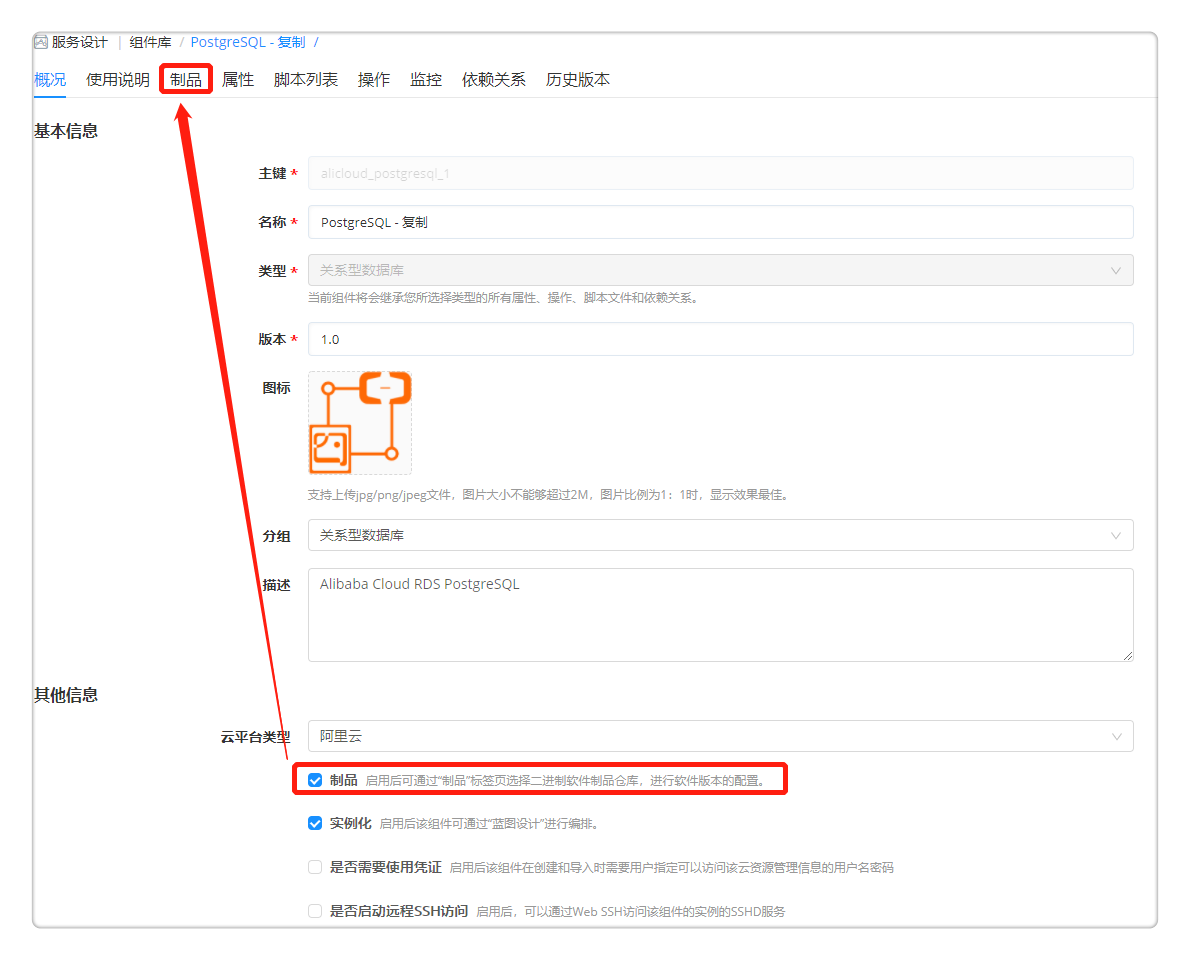 服务设计 | 组件库 / PostgreSQL - 复制 /
概况 使用说明 制品 属性 脚本列表 操作 监控 依赖关系 历史版本
基本信息
主键 * alicloud_postgresql_1
名称 * PostgreSQL - 复制
类型 * 关系型数据库
当前组件将会继承您所选择类型的所有属性、操作、脚本文件和依赖关系。
版本 * 1.0
图标
支持上传jpg/png/jpeg文件，图片大小不能够超过2M，图片比例为1：1时，显示效果最佳。
分组 关系型数据库
描述 Alibaba Cloud RDS PostgreSQL
其他信息
云平台类型 阿里云
制品 启用后可通过“制品”标签页选择二进制软件制品仓库，进行软件版本的配置。
实例化 启用后该组件可通过“蓝图设计”进行编排。
是否需要使用凭证 启用后该组件在创建和导入时需要用户指定可以访问该云资源管理信息的用户名密码
是否启动远程SSH访问 启用后，可以通过Web SSH访问该组件的实例的SSHD服务